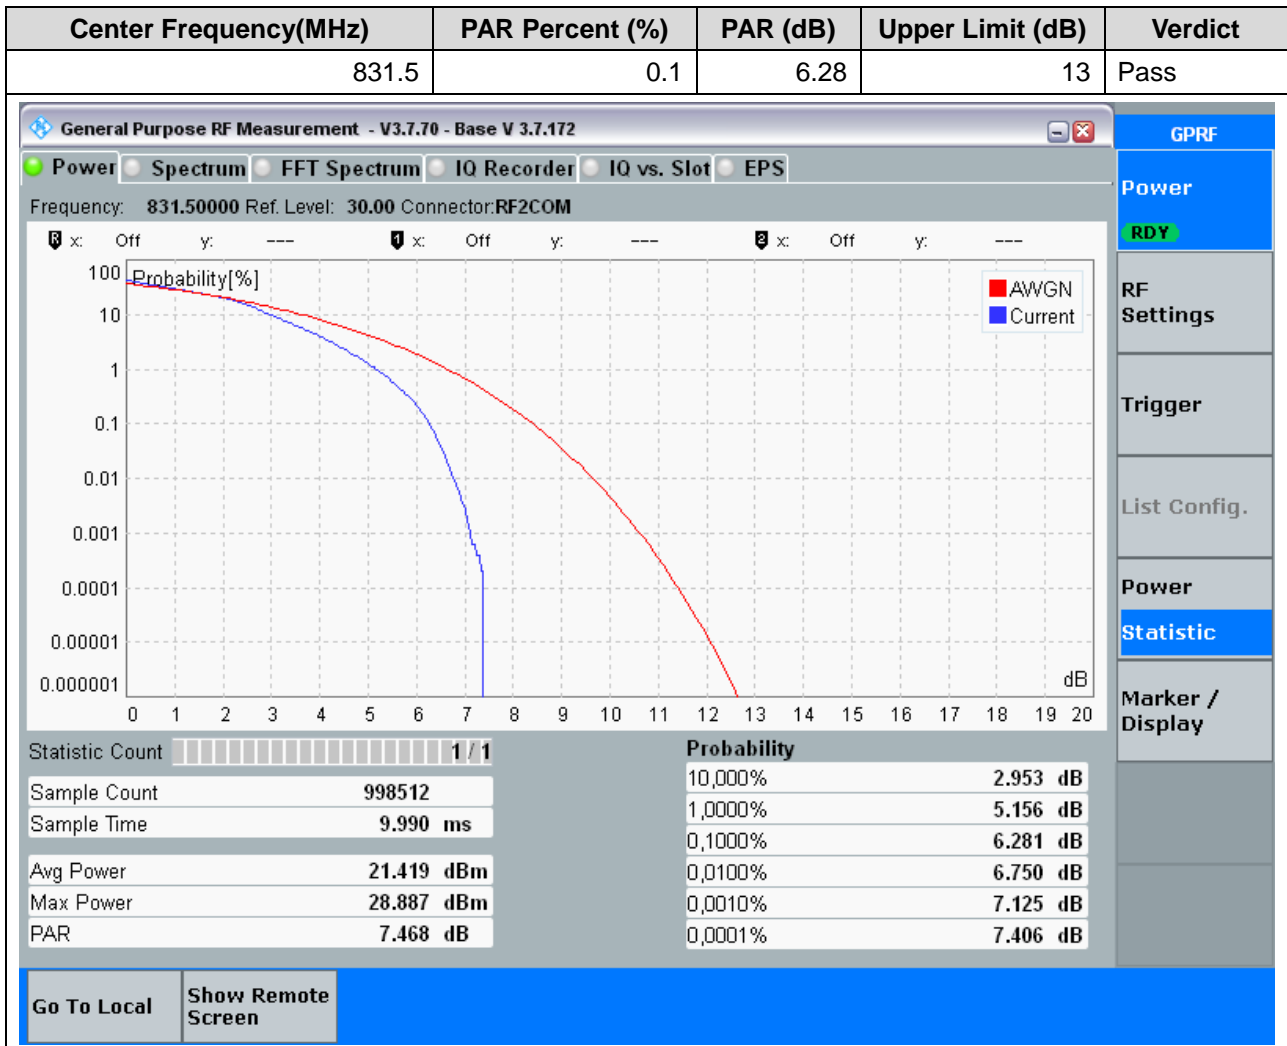 Center Frequency(MHz) PAR Percent (%) PAR (dB) Upper Limit (dB) Verdict
831.5 0.1 6.28 13 Pass
General Purpose RF Measurement - V3.7.70 - Base V 3.7.172
GPRF
Power Spectrum FFT Spectrum IQ Recorder IQ vs. Slot EPS
Frequency: 831.50000 Ref. Level: 30.00 Connector:RF2COM
R x: Off y: --- 1 x: Off y: --- 2 x: Off y: ---
Probability[%]
AWGN
Current
100
10
1
0.1
0.01
0.001
0.0001
0.00001
0.000001
dB
0 1 2 3 4 5 6 7 8 9 10 11 12 13 14 15 16 17 18 19 20
Statistic Count 1 / 1
Sample Count 998512
Sample Time 9.990 ms
Avg Power 21.419 dBm
Max Power 28.887 dBm
PAR 7.468 dB
Probability
10,000% 2.953 dB
1,0000% 5.156 dB
0,1000% 6.281 dB
0,0100% 6.750 dB
0,0010% 7.125 dB
0,0001% 7.406 dB
Power
RDY
RF
Settings
Trigger
List Config.
Power
Statistic
Marker /
Display
Go To Local
Show Remote
Screen